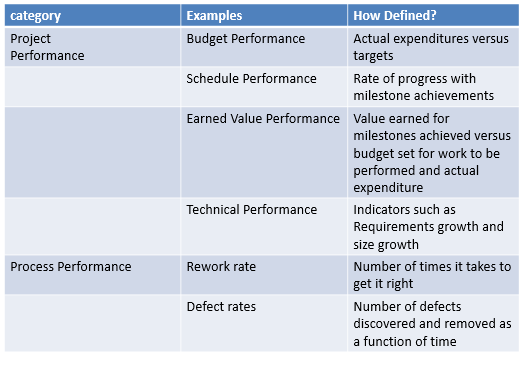 category Examples How Defined?
Project Budget Performance Actual expenditures versus
Performance targets
Schedule Performance Rate of progress with
milestone achievements
Earned Value Performance Value earned for
milestones achieved versus
budget set for work to be
performed and actual
expenditure
Technical Performance Indicators such as
Requirements growth and
size growth
Process Performance Rework rate Number of times it takes to
get it right
Defect rates Number of defects
discovered and removed as
a function of time